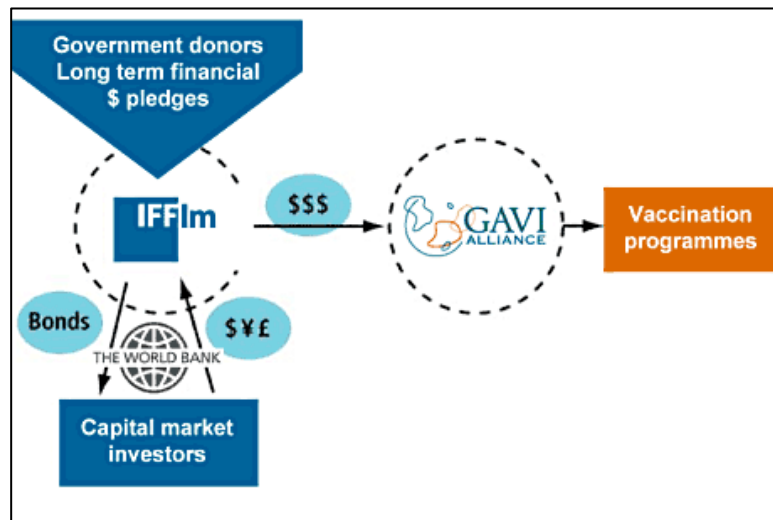 Government donors
Long term financial
$ pledges
IFFIm
$$$
GAVI
ALLIANCE
Vaccination
programmes
Bonds
$¥£
THE WORLD BANK
Capital market
investors